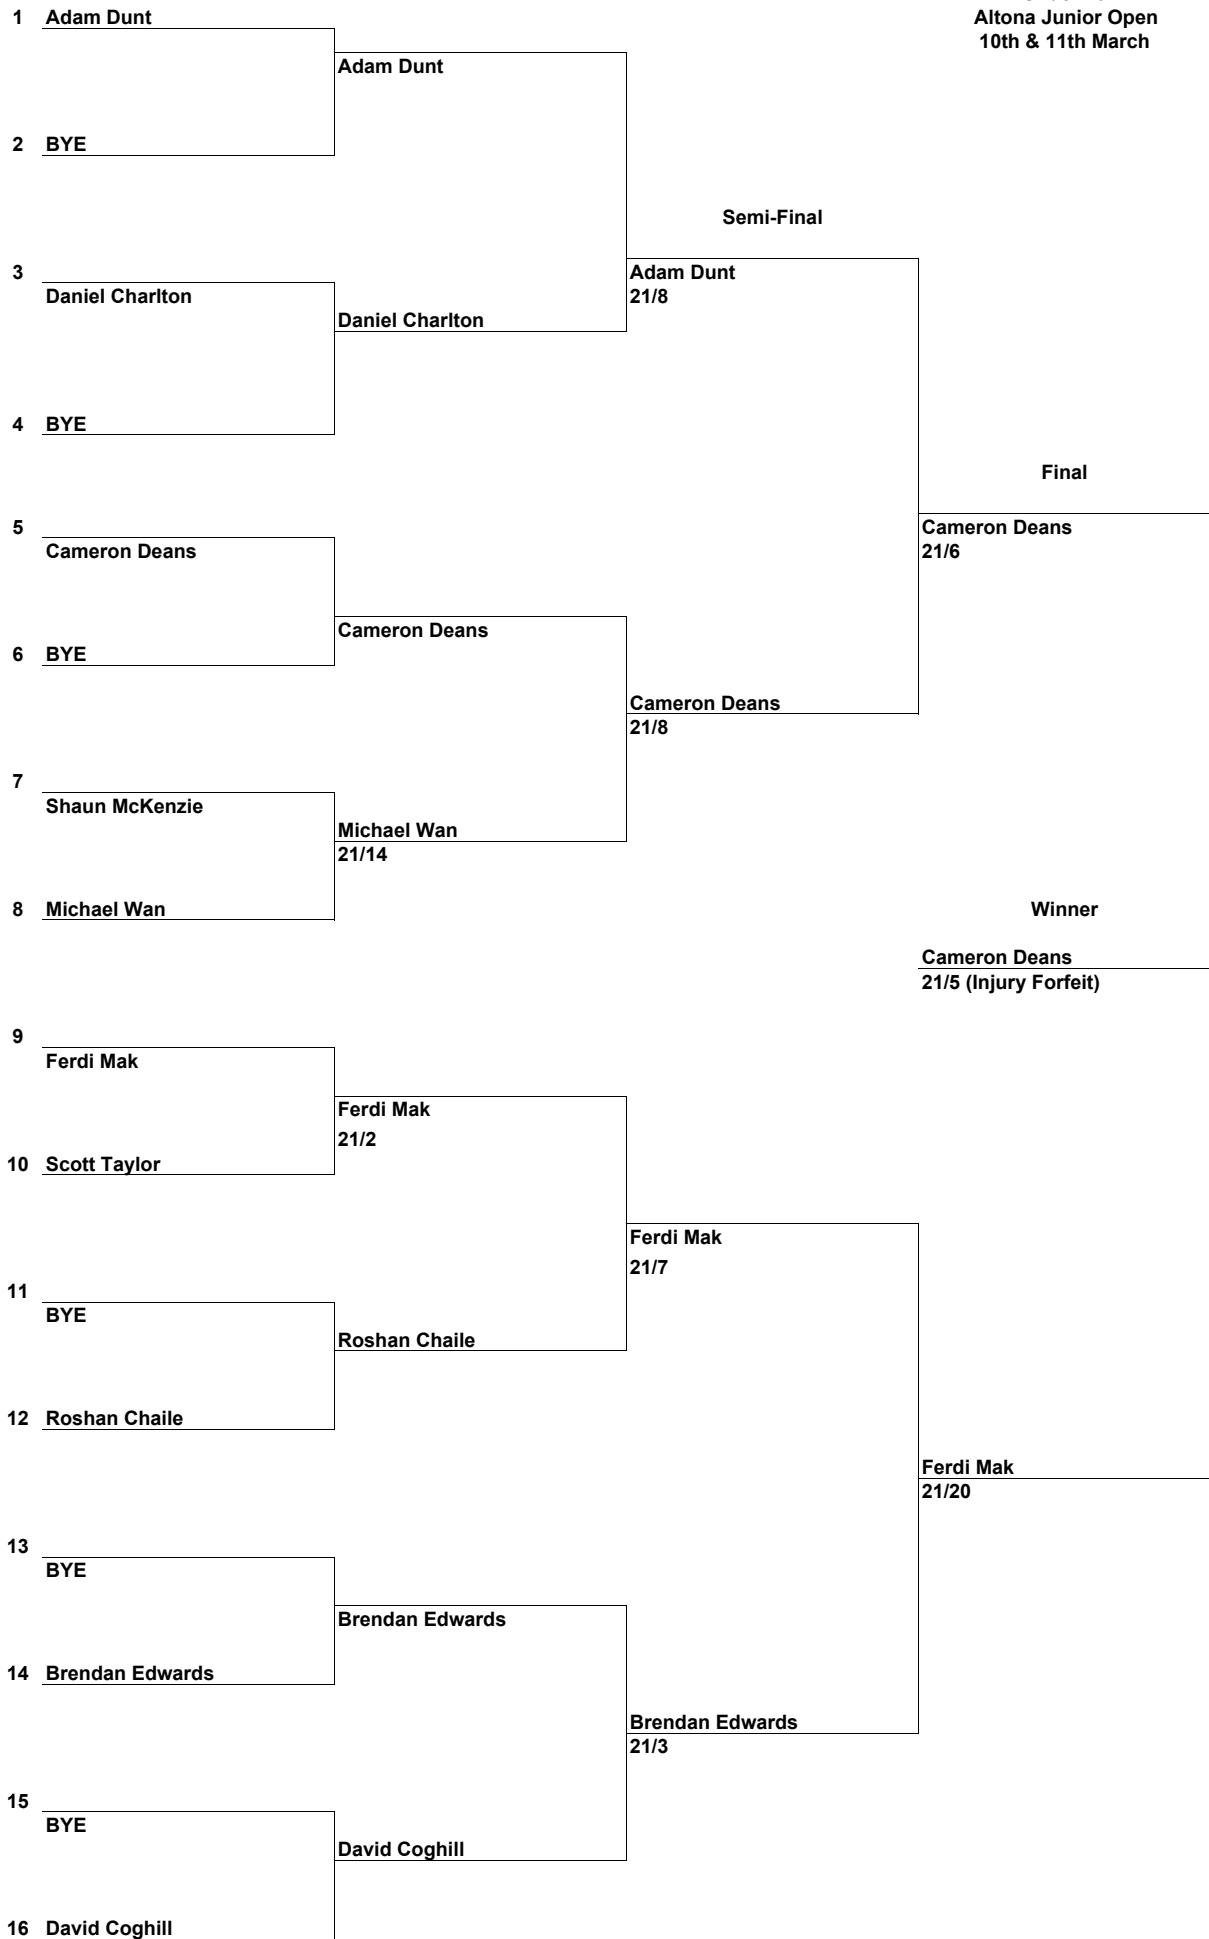 Altona Junior Open
10th & 11th March
1 Adam Dunt
Adam Dunt
2 BYE
Semi-Final
3
Daniel Charlton
Daniel Charlton
Adam Dunt
21/8
4 BYE
Final
5
Cameron Deans
Cameron Deans
21/6
Cameron Deans
6 BYE
Cameron Deans
21/8
7
Shaun McKenzie
Michael Wan
21/14
8 Michael Wan
Winner
Cameron Deans
21/5 (Injury Forfeit)
9
Ferdi Mak
Ferdi Mak
21/2
10 Scott Taylor
Ferdi Mak
21/7
11
BYE
Roshan Chaile
12 Roshan Chaile
Ferdi Mak
21/20
13
BYE
Brendan Edwards
14 Brendan Edwards
Brendan Edwards
21/3
15
BYE
David Coghill
16 David Coghill